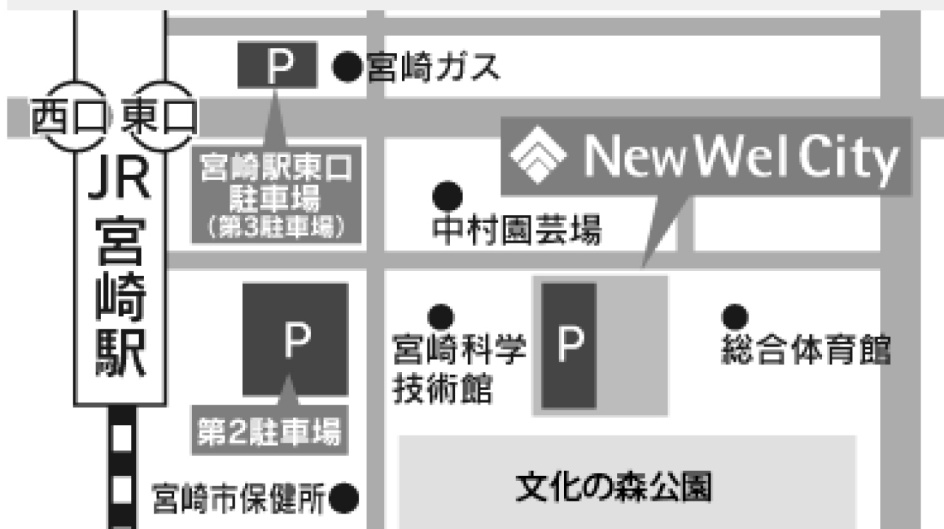 P
宮崎ガス
西口
東口
宮崎駅東口
駐車場
(第3駐車場)
New Wel City
JR
宮崎駅
中村園芸場
P
第2駐車場
宮崎科学
技術館
P
総合体育館
宮崎市保健所
文化の森公園